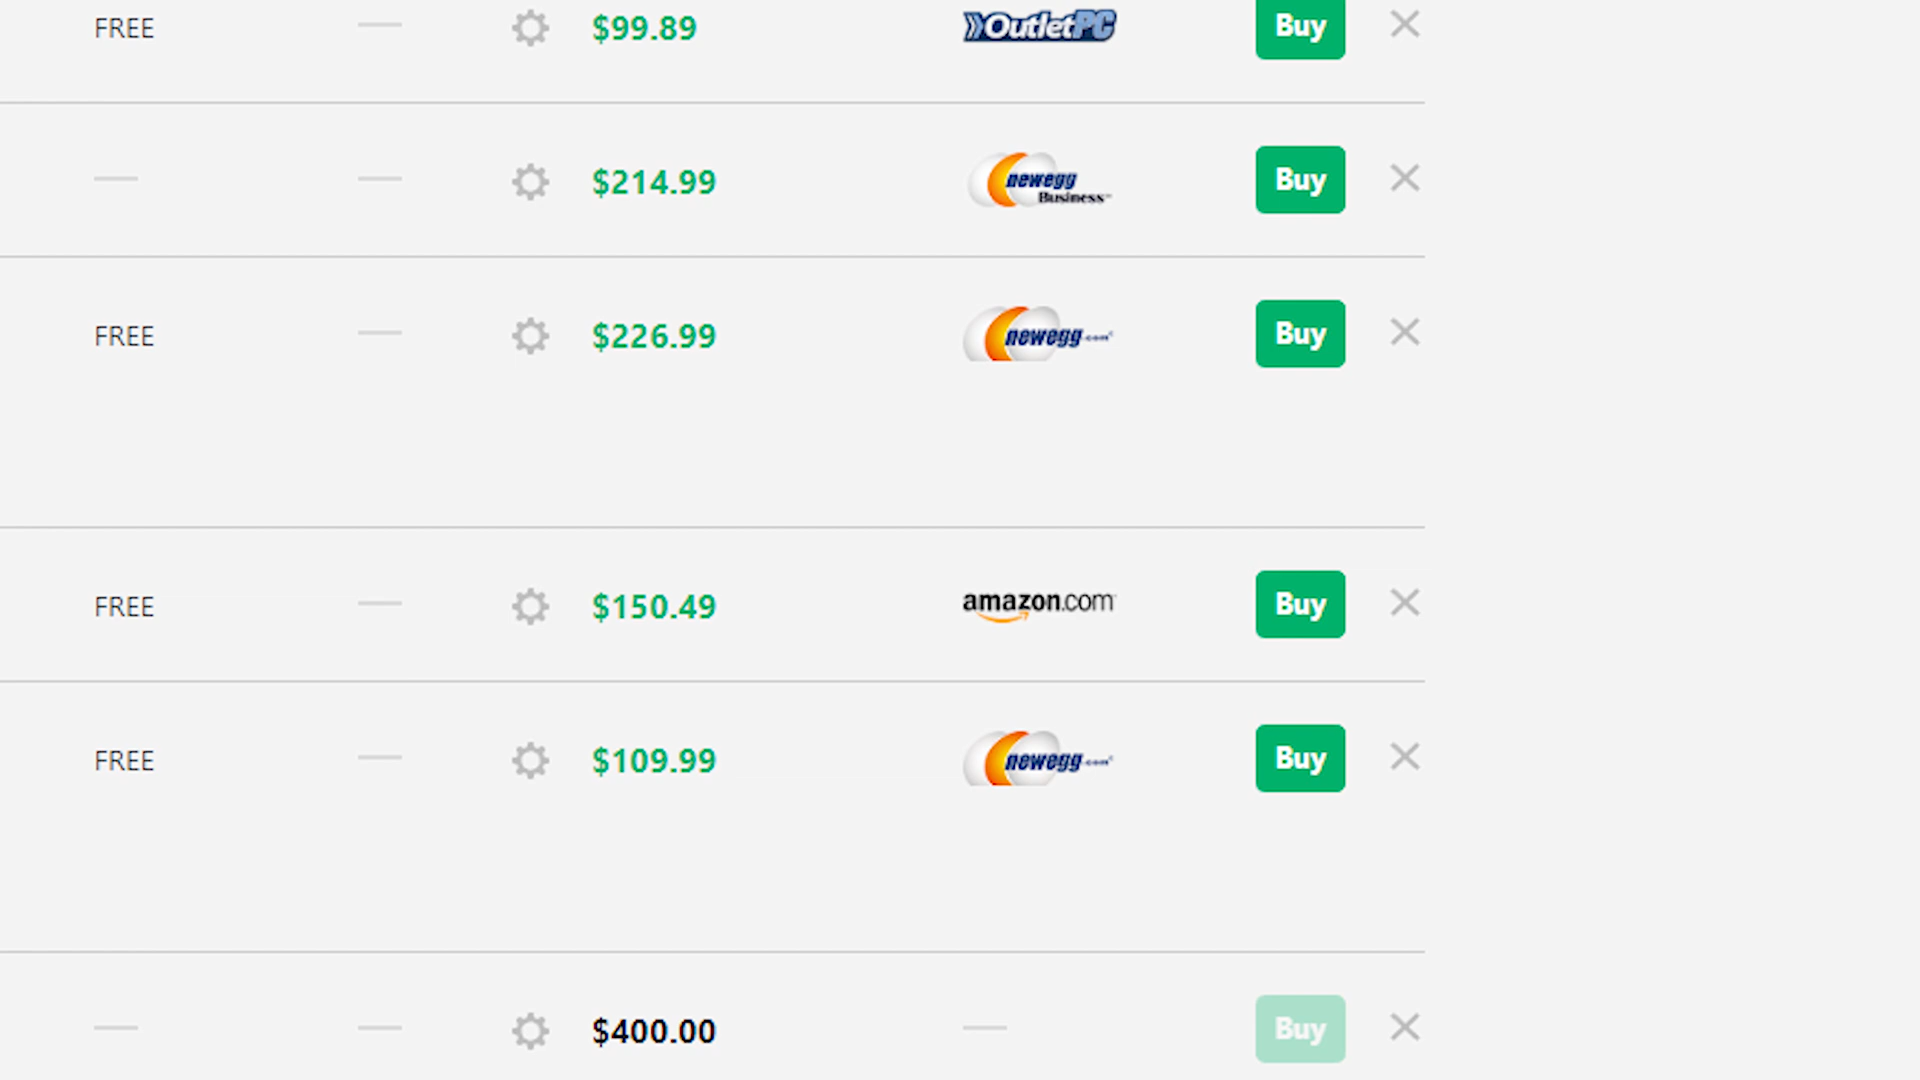 FREE $99.89 OutletPC Buy
$214.99 newegg Business Buy
FREE $226.99 newegg.com Buy
FREE $150.49 amazon.com Buy
FREE $109.99 newegg.com Buy
$400.00 Buy